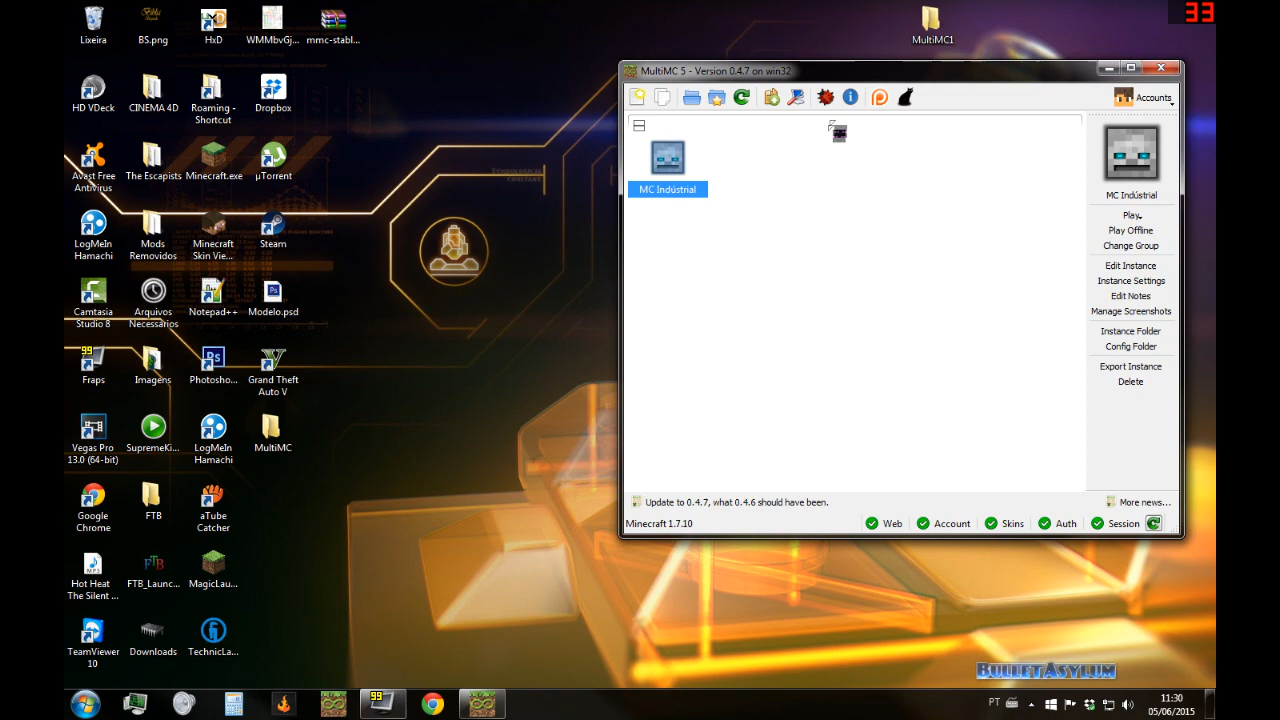 33
Lixeira
BS.png
HxD
WMMbvGj...
mmc-stabl...
MultiMC1
HD VDeck
CINEMA 4D
Roaming -
Shortcut
Dropbox
Avast Free
Antivirus
The Escapists
Minecraft.exe
µTorrent
LogMeIn
Hamachi
Mods
Removidos
Minecraft
Skin Vie...
Steam
Camtasia
Studio 8
Arquivos
Necessários
Notepad++
Modelo.psd
99
Fraps
Imagens
Photosho...
Grand Theft
Auto V
Vegas Pro
13.0 (64-bit)
SupremeKi...
LogMeIn
Hamachi
MultiMC
Google
Chrome
FTB
aTube
Catcher
Hot Heat
The Silent ...
FTB_Launc...
MagicLau...
TeamViewer
10
Downloads
TechnicLa...
MultiMC 5 - Version 0.4.7 on win32
Accounts
MC Indústrial
MC Indústrial
Play
Play Offline
Change Group
Edit Instance
Instance Settings
Edit Notes
Manage Screenshots
Instance Folder
Config Folder
Export Instance
Delete
Update to 0.4.7, what 0.4.6 should have been.
More news...
Minecraft 1.7.10
Web
Account
Skins
Auth
Session
BulletAsylum
99
PT
11:30
05/06/2015